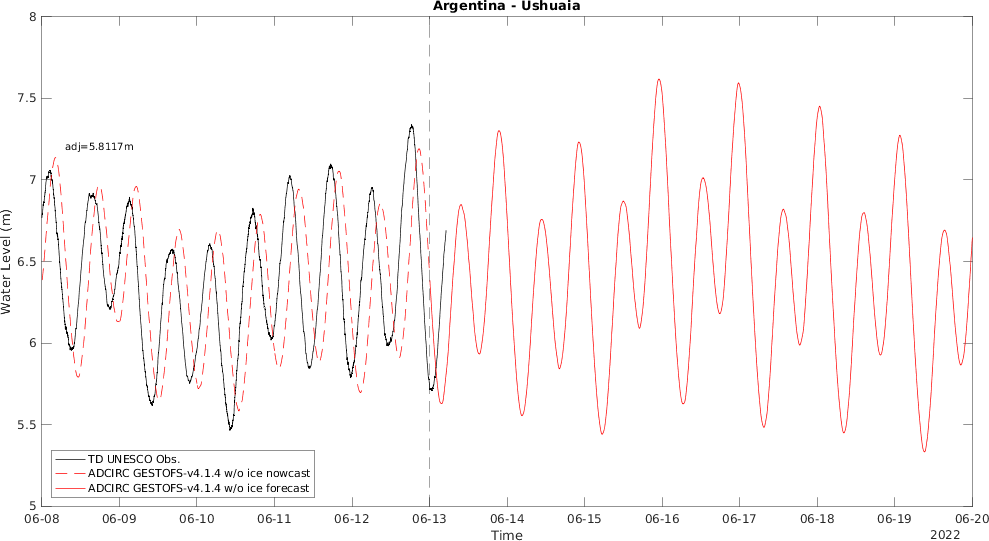 Argentina - Ushuaia
8
7.5
7
6.5
6
5.5
5
Water Level (m)
adj=5.8117m
TD UNESCO Obs.
ADCIRC GESTOFS-v4.1.4 w/o ice nowcast
ADCIRC GESTOFS-v4.1.4 w/o ice forecast
06-08 06-09 06-10 06-11 06-12 06-13 06-14 06-15 06-16 06-17 06-18 06-19 06-20
Time
2022